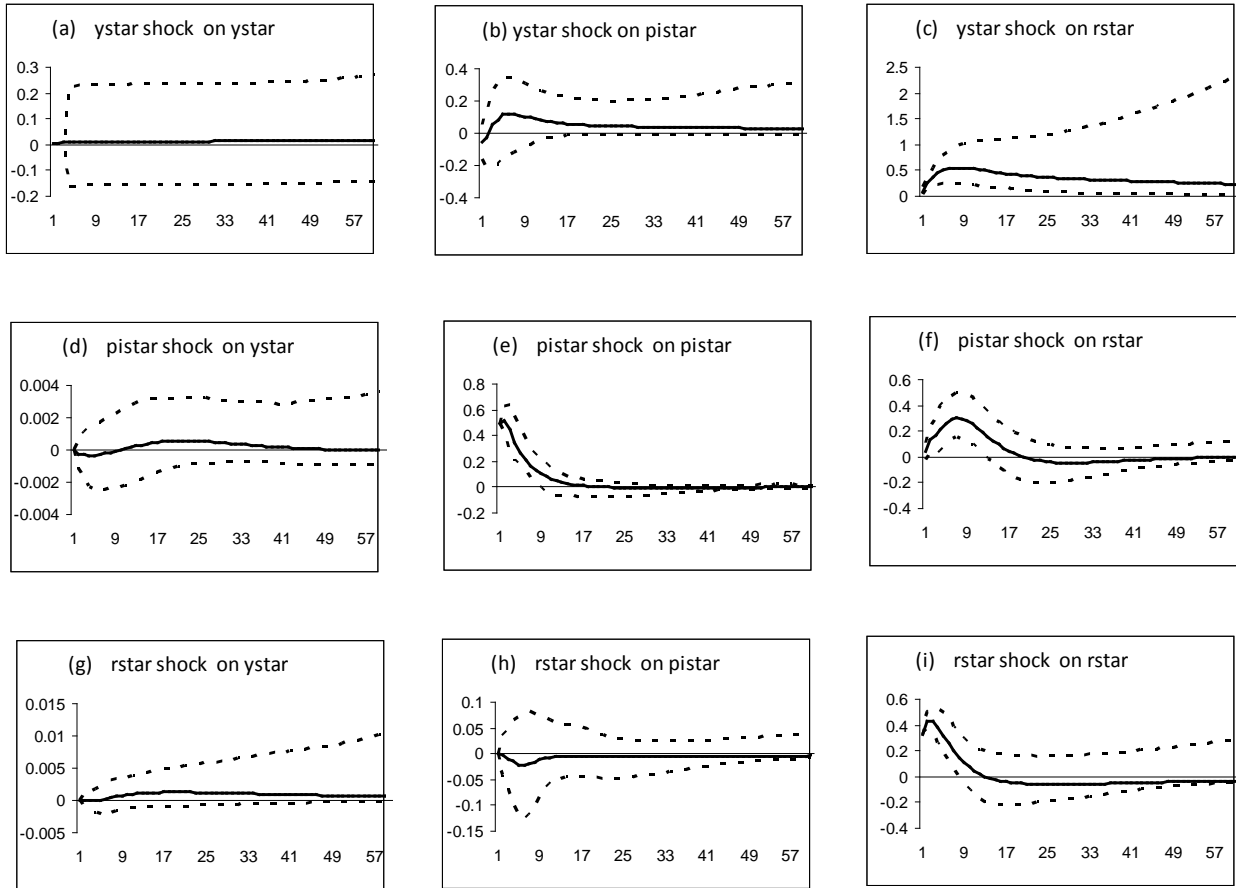 (a) ystar shock on ystar
0.3
0.2
0.1
0
-0.1
-0.2
1 9 17 25 33 41 49 57
(b) ystar shock on pistar
0.4
0.2
0
-0.2
-0.4
1 9 17 25 33 41 49 57
(c) ystar shock on rstar
2.5
2
1.5
1
0.5
0
1 9 17 25 33 41 49 57
(d) pistar shock on ystar
0.004
0.002
0
-0.002
-0.004
1 9 17 25 33 41 49 57
(e) pistar shock on pistar
0.8
0.6
0.4
0.2
0
-0.2
1 9 17 25 33 41 49 57
(f) pistar shock on rstar
0.6
0.4
0.2
0
-0.2
-0.4
1 9 17 25 33 41 49 57
(g) rstar shock on ystar
0.015
0.01
0.005
0
-0.005
1 9 17 25 33 41 49 57
(h) rstar shock on pistar
0.1
0.05
0
-0.05
-0.1
-0.15
1 9 17 25 33 41 49 57
(i) rstar shock on rstar
0.6
0.4
0.2
0
-0.2
-0.4
1 9 17 25 33 41 49 57